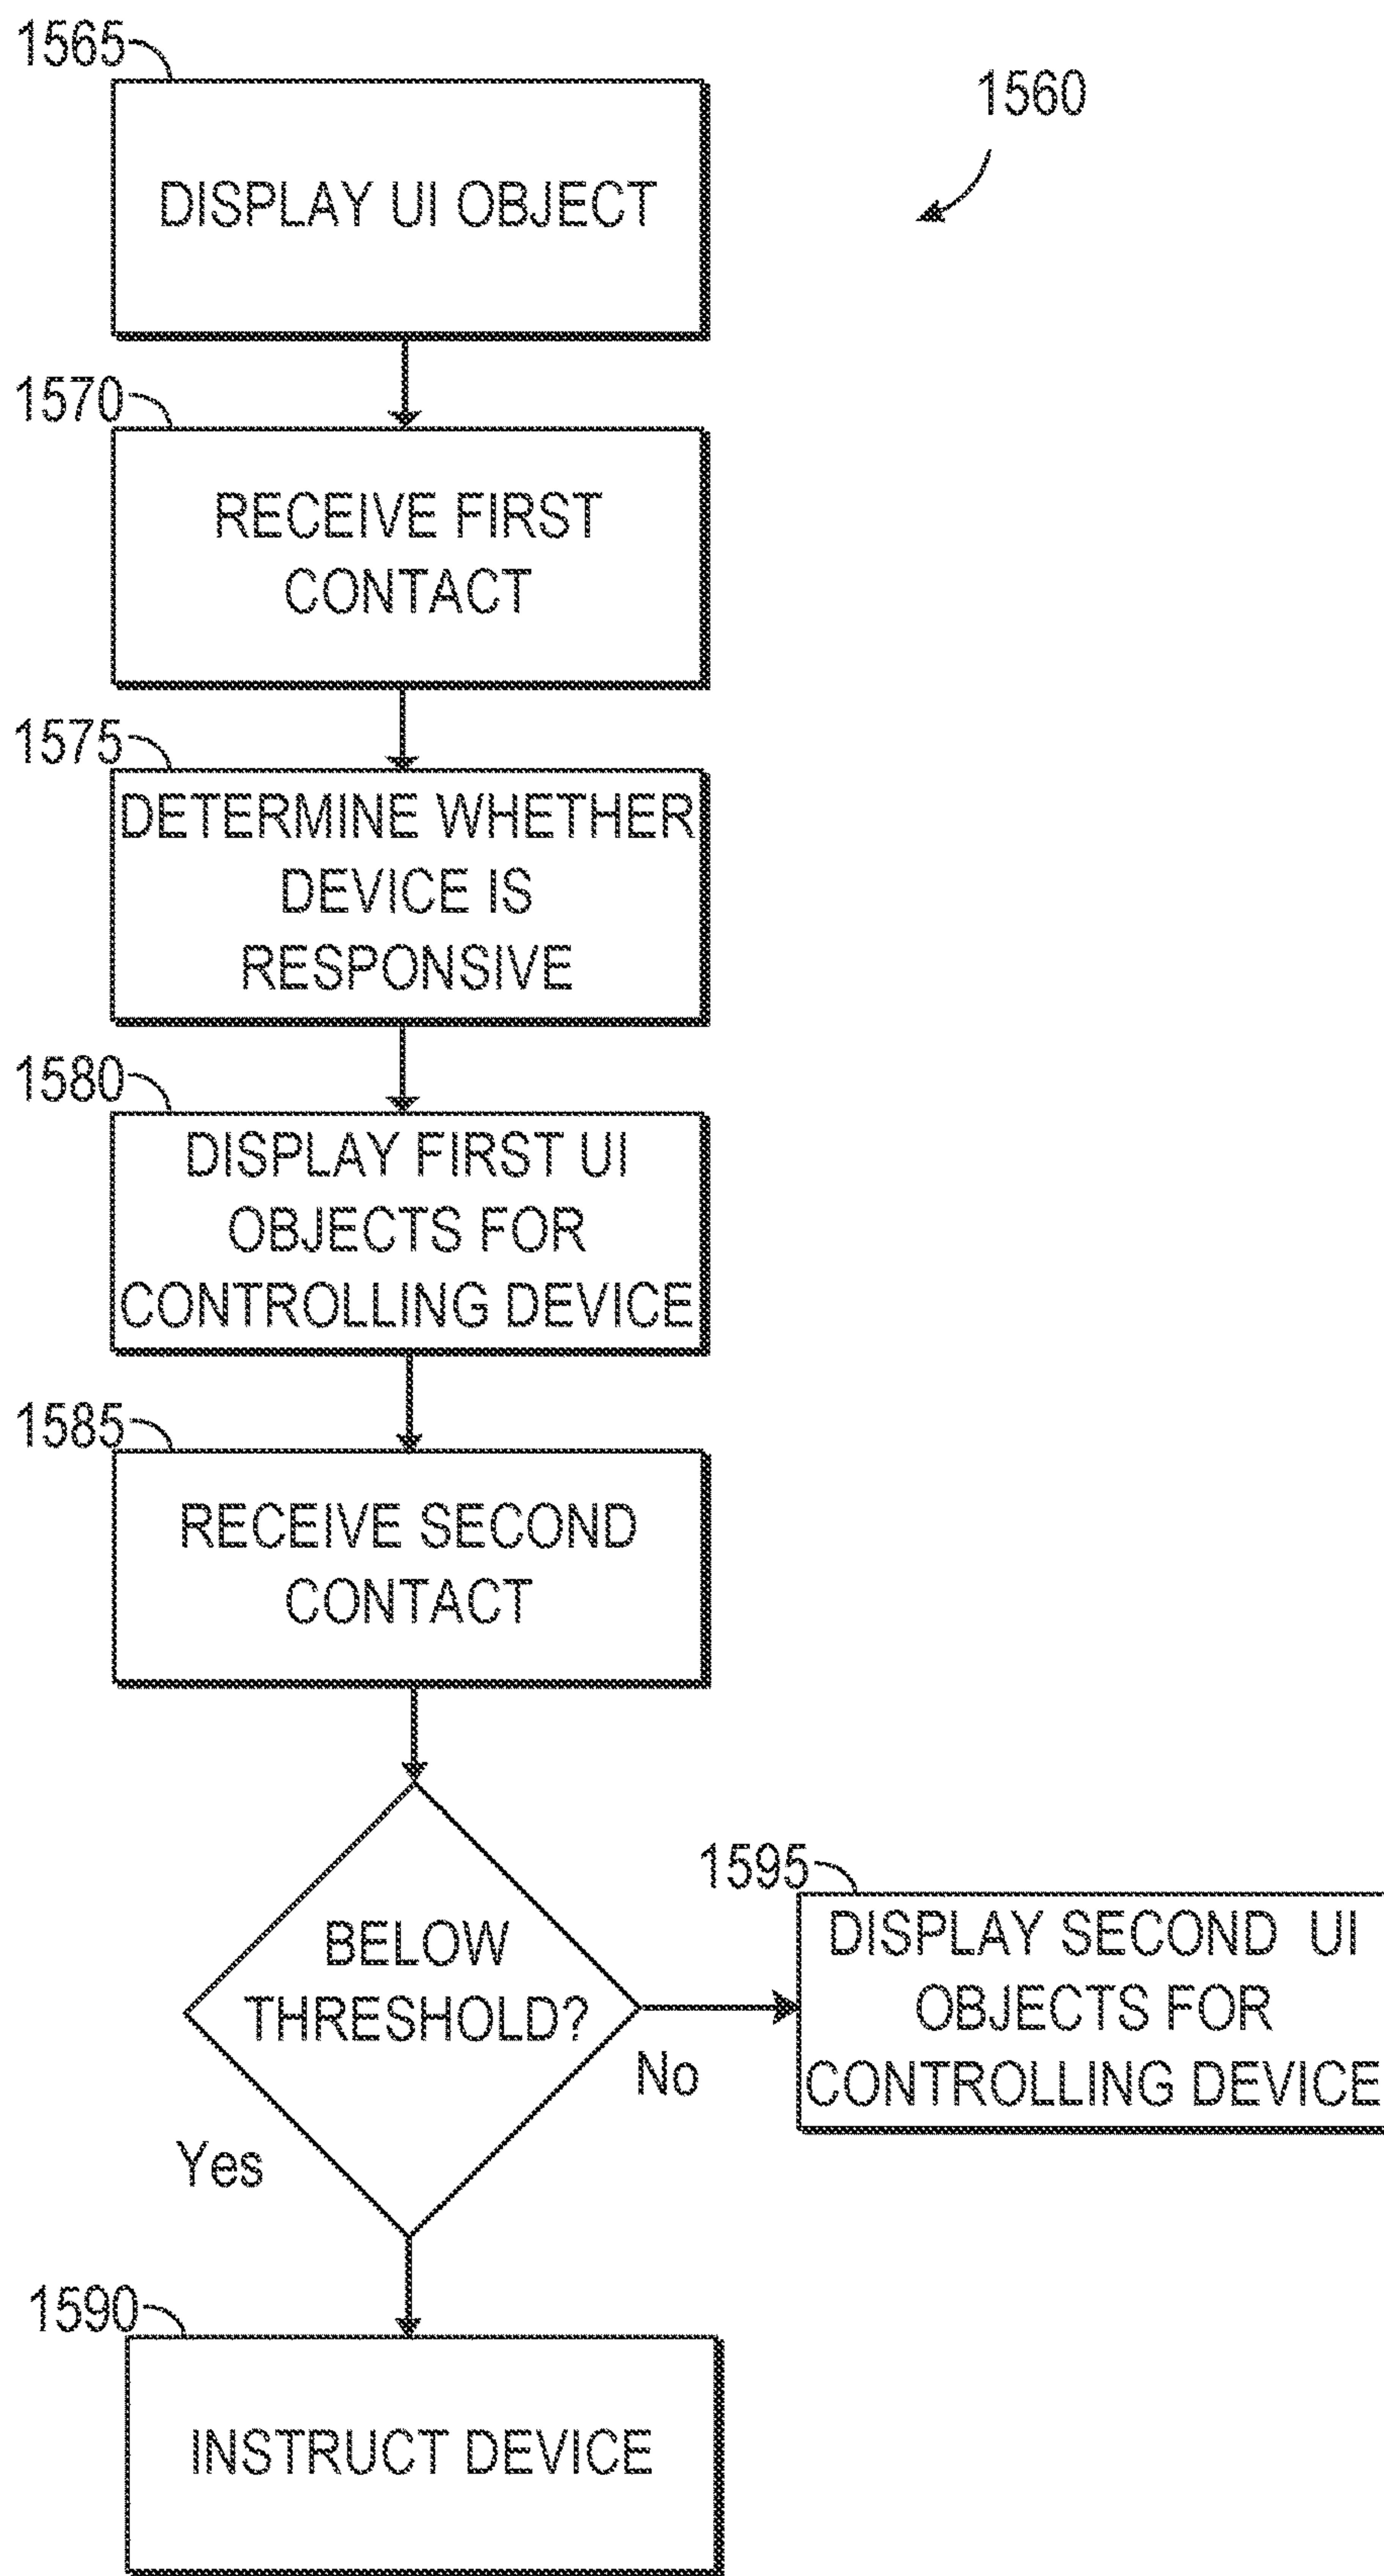 1565
1560
DISPLAY UI OBJECT
1570
RECEIVE FIRST
CONTACT
1575
DETERMINE WHETHER
DEVICE IS
RESPONSIVE
1580
DISPLAY FIRST UI
OBJECTS FOR
CONTROLLING DEVICE
1585
RECEIVE SECOND
CONTACT
BELOW
THRESHOLD?
No
Yes
1595
DISPLAY SECOND UI
OBJECTS FOR
CONTROLLING DEVICE
1590
INSTRUCT DEVICE